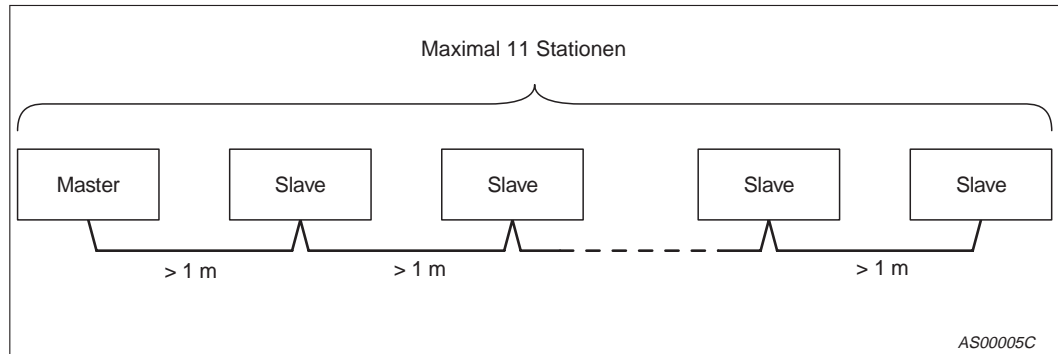 Maximal 11 Stationen
Master Slave Slave Slave Slave
> 1 m > 1 m > 1 m
AS00005C